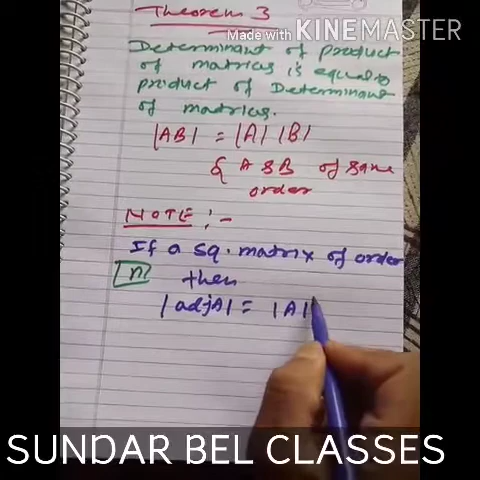 Theorem 3
Made with KINEMASTER
Determinant of product
of matrices is equal to
product of Determinant
of matrices.
|AB| = |A| |B|
& A & B of same
order
NOTE :-
If a sq. matrix of order
n then
|adjA| = |A|
SUNDAR BEL CLASSES